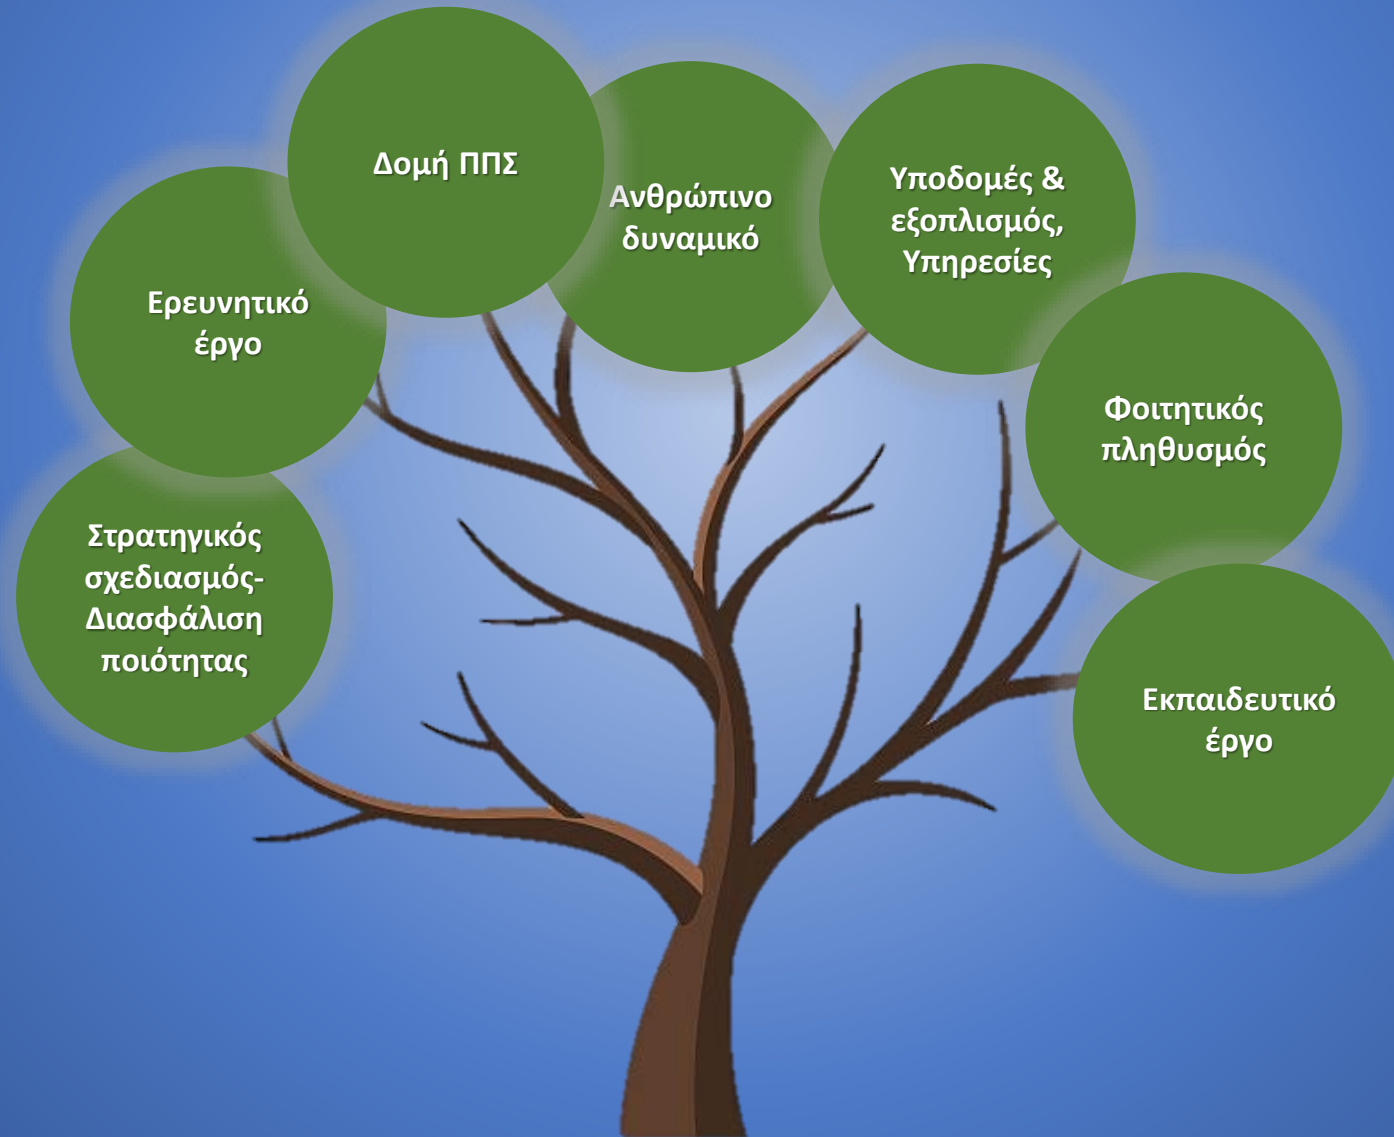 Δομή ΠΠΣ
Ανθρώπινο
δυναμικό
Υποδομές &
εξοπλισμός,
Υπηρεσίες
Ερευνητικό
έργο
Φοιτητικός
πληθυσμός
Στρατηγικός
σχεδιασμός-
Διασφάλιση
ποιότητας
Εκπαιδευτικό
έργο